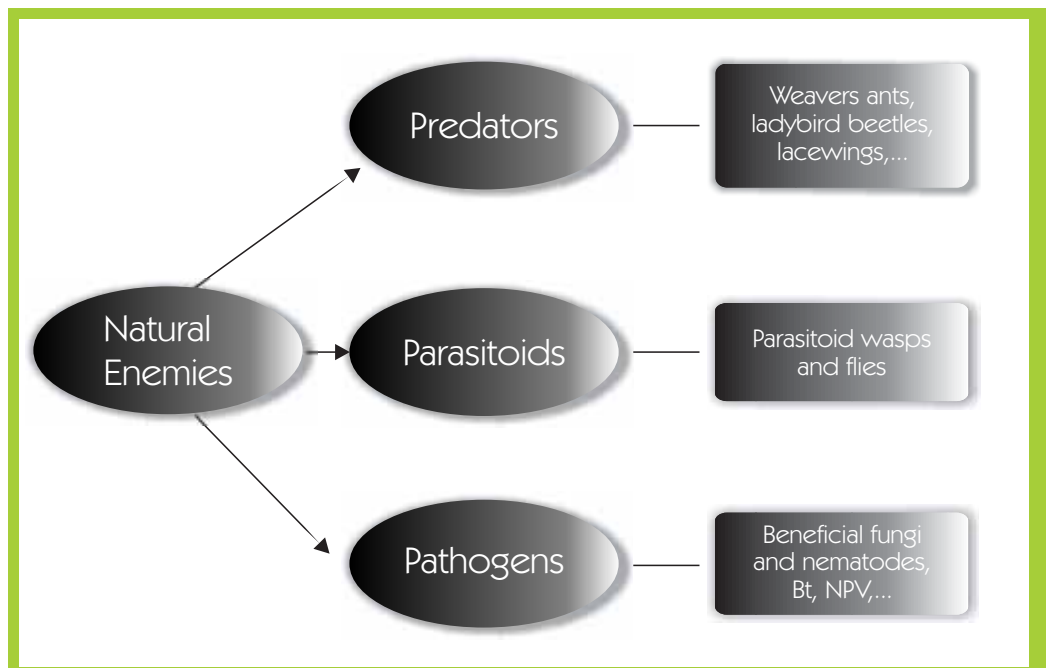 Predators
Weavers ants,
ladybird beetles,
lacewings,...
Natural
Enemies
Parasitoids
Parasitoid wasps
and flies
Pathogens
Beneficial fungi
and nematodes,
Bt, NPV,...